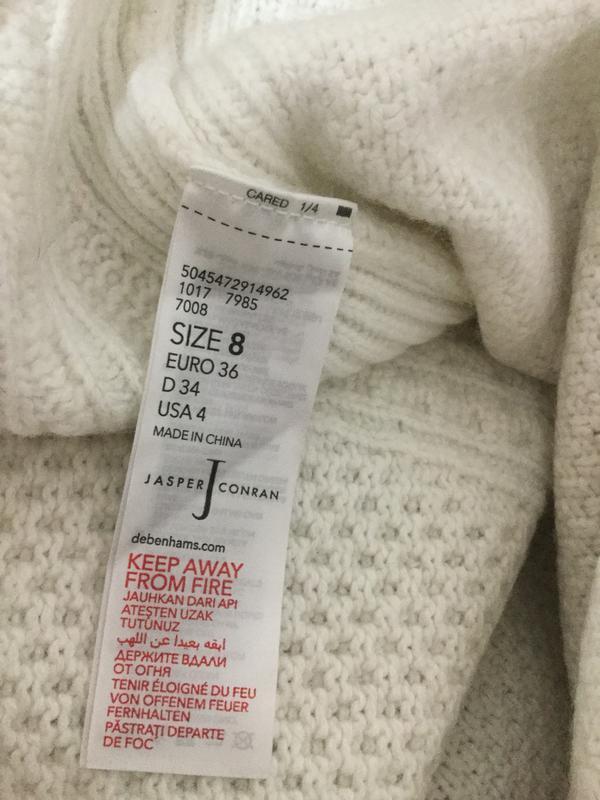 CARED 1/4
5045472914962
1017 7985
7008
SIZE 8
EURO 36
D 34
USA 4
MADE IN CHINA
JASPER J CONRAN
debenhams.com
KEEP AWAY
FROM FIRE
JAUHKAN DARI API
ATEŞTEN UZAK
TUTUNUZ
ابقه بعيدا عن اللهب
ДЕРЖИТЕ ВДАЛИ
ОТ ОГНЯ
TENIR ÉLOIGNÉ DU FEU
VON OFFENEM FEUER
FERNHALTEN
PĂSTRAŢI DEPARTE
DE FOC